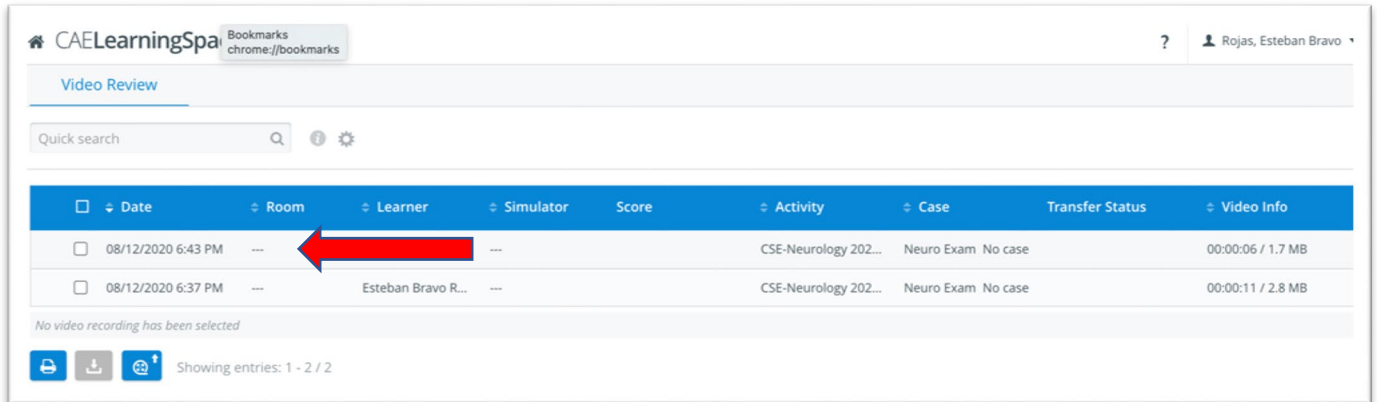 CAELearningSpa
Bookmarks
chrome://bookmarks
? Rojas, Esteban Bravo
Video Review
Quick search
Date Room Learner Simulator Score Activity Case Transfer Status Video Info
08/12/2020 6:43 PM --- --- CSE-Neurology 202... Neuro Exam No case 00:00:06 / 1.7 MB
08/12/2020 6:37 PM --- Esteban Bravo R... --- CSE-Neurology 202... Neuro Exam No case 00:00:11 / 2.8 MB
No video recording has been selected
Showing entries: 1 - 2 / 2